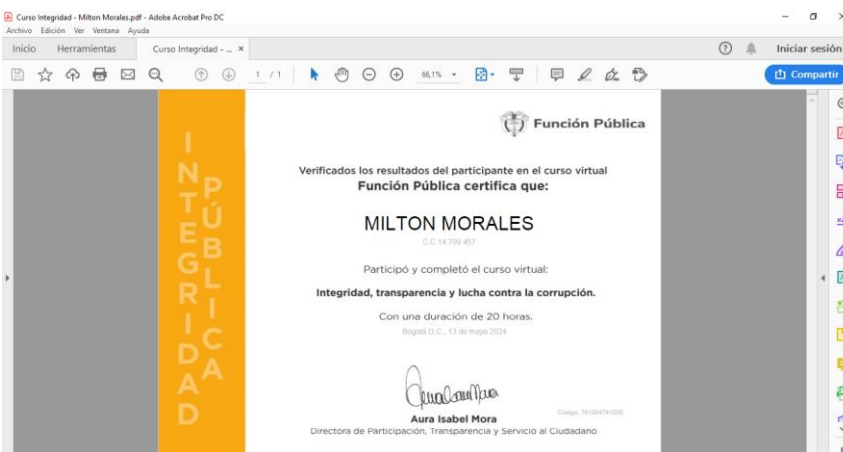 Curso Integridad - Milton Morales.pdf - Adobe Acrobat Pro DC
Archivo Edición Ver Ventana Ayuda
Inicio Herramientas Curso Integridad - ... × Iniciar sesión
1 / 1 66,1% Compartir
INTEGRIDAD
PÚBLICA
Función Pública
Verificados los resultados del participante en el curso virtual
Función Pública certifica que:
MILTON MORALES
C.C 14.799.457
Participó y completó el curso virtual:
Integridad, transparencia y lucha contra la corrupción.
Con una duración de 20 horas.
Bogotá D.C., 13 de mayo 2024
Aura Isabel Mora
Directora de Participación, Transparencia y Servicio al Ciudadano